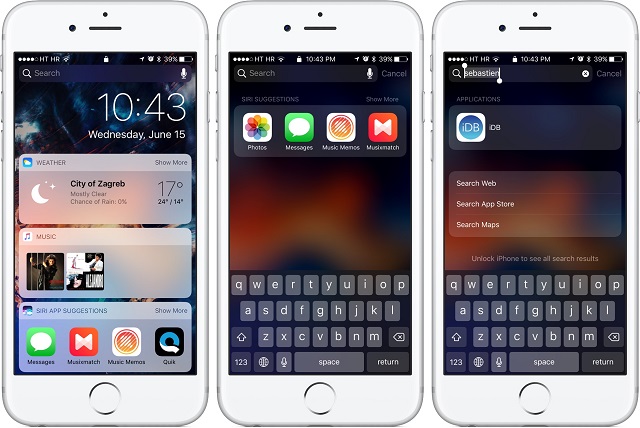 HT HR 39%
Search
10:43
Wednesday, June 15
WEATHER Show More
City of Zagreb
Mostly Clear
Chance of Rain: 0%
17°
24° / 14°
MUSIC
SIRI APP SUGGESTIONS Show More
Messages Musixmatch Music Memos Quik
HT HR 10:43 PM 39%
Search Cancel
SIRI SUGGESTIONS Show More
Photos Messages Music Memos Musixmatch
q w e r t y u i o p
a s d f g h j k l
z x c v b n m
123 space return
HT HR 10:43 PM 39%
sebastien Cancel
APPLICATIONS
iDB iDB
Search Web
Search App Store
Search Maps
Unlock iPhone to see all search results
q w e r t y u i o p
a s d f g h j k l
z x c v b n m
123 space return